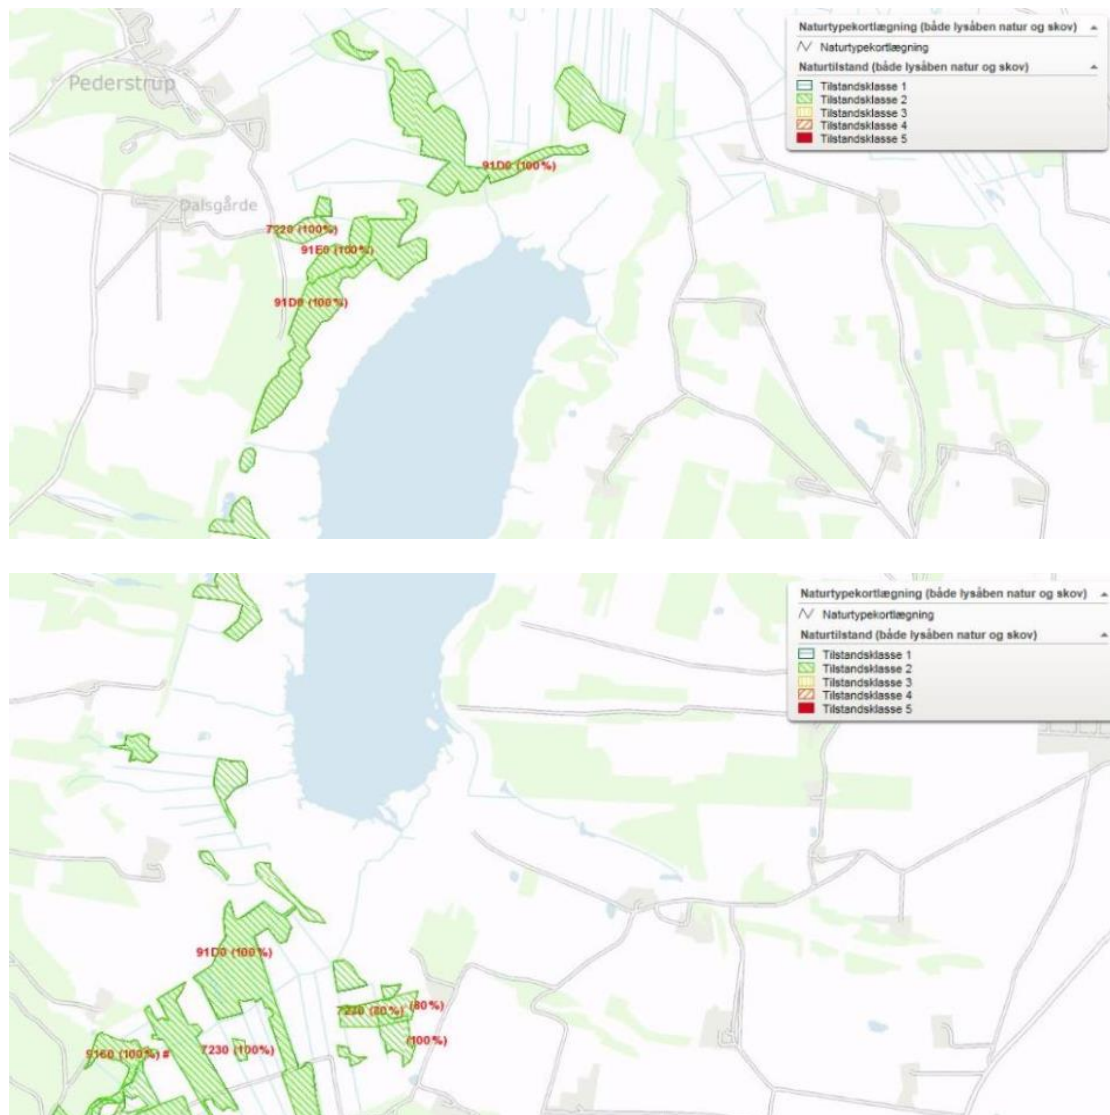 Naturtypekortlægning (både lysåben natur og skov)
Naturtypekortlægning
Naturtilstand (både lysåben natur og skov)
Tilstandsklasse 1
Tilstandsklasse 2
Tilstandsklasse 3
Tilstandsklasse 4
Tilstandsklasse 5
Pederstrup
91D0 (100%)
Dalsgårde
7220 (100%)
91E0 (100%)
91D0 (100%)
Naturtypekortlægning (både lysåben natur og skov)
Naturtypekortlægning
Naturtilstand (både lysåben natur og skov)
Tilstandsklasse 1
Tilstandsklasse 2
Tilstandsklasse 3
Tilstandsklasse 4
Tilstandsklasse 5
91D0 (100%)
7230 (80%) (80%)
(100%)
9160 (100%) #
7230 (100%)